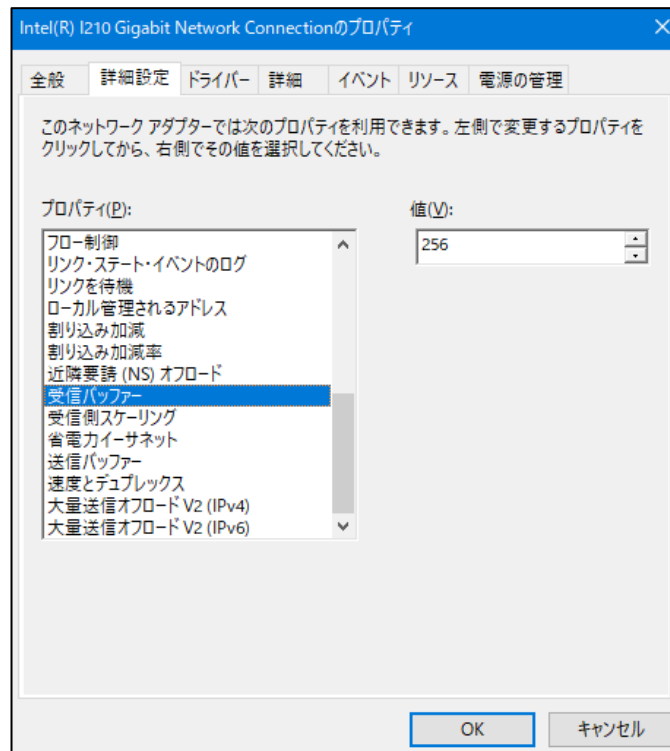 Intel(R) I210 Gigabit Network Connectionのプロパティ
全般
詳細設定
ドライバー
詳細
イベント
リソース
電源の管理
このネットワーク アダプターでは次のプロパティを利用できます。左側で変更するプロパティを
クリックしてから、右側でその値を選択してください。
プロパティ(P):
値(V):
フロー制御
リンク・ステート・イベントのログ
リンクを待機
ローカル管理されるアドレス
割り込み加減
割り込み加減率
近隣要請 (NS) オフロード
受信バッファー
受信側スケーリング
省電力イーサネット
送信バッファー
速度とデュプレックス
大量送信オフロード V2 (IPv4)
大量送信オフロード V2 (IPv6)
256
OK
キャンセル